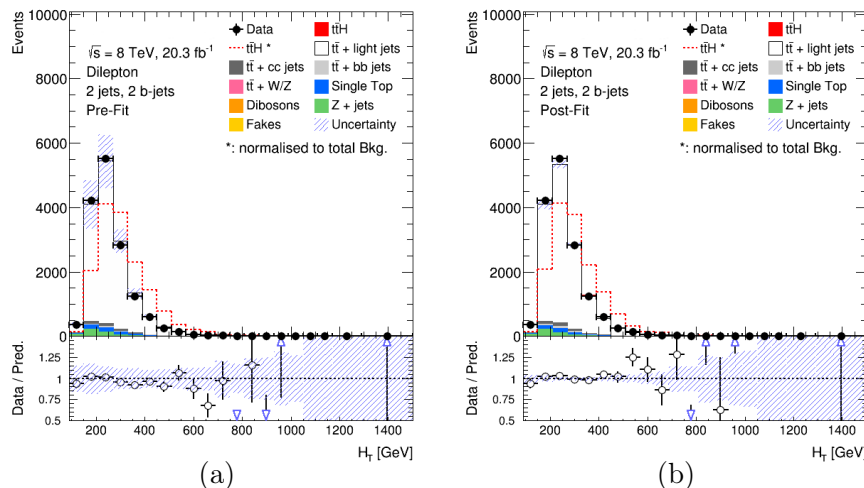 Events
10000
8000
6000
4000
2000
0
√s = 8 TeV, 20.3 fb⁻¹
Dilepton
2 jets, 2 b-jets
Pre-Fit
Data
tt̄H
tt̄H *
tt̄ + light jets
tt̄ + cc jets
tt̄ + bb jets
tt̄ + W/Z
Single Top
Dibosons
Z + jets
Fakes
Uncertainty
*: normalised to total Bkg.
Data / Pred.
1.25
1
0.75
0.5
200 400 600 800 1000 1200 1400
H_T [GeV]
(a)
Events
10000
8000
6000
4000
2000
0
√s = 8 TeV, 20.3 fb⁻¹
Dilepton
2 jets, 2 b-jets
Post-Fit
Data
tt̄H
tt̄H *
tt̄ + light jets
tt̄ + cc jets
tt̄ + bb jets
tt̄ + W/Z
Single Top
Dibosons
Z + jets
Fakes
Uncertainty
*: normalised to total Bkg.
Data / Pred.
1.25
1
0.75
0.5
200 400 600 800 1000 1200 1400
H_T [GeV]
(b)